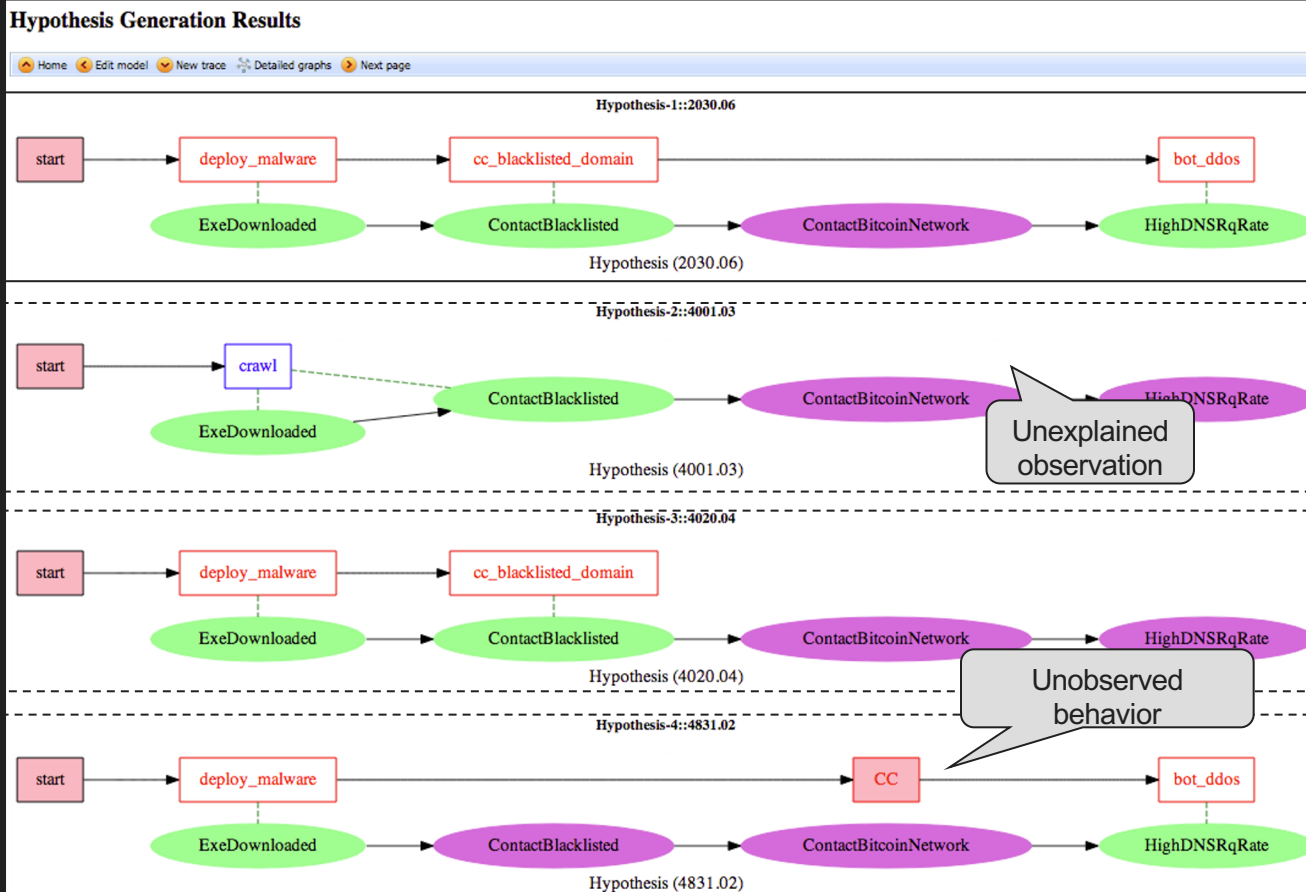 Hypothesis Generation Results
Home Edit model New trace Detailed graphs Next page
Hypothesis-1::2030.06
start deploy_malware cc_blacklisted_domain bot_ddos
ExeDownloaded ContactBlacklisted ContactBitcoinNetwork HighDNSRqRate
Hypothesis (2030.06)
Hypothesis-2::4001.03
start crawl
ContactBlacklisted ContactBitcoinNetwork HighDNSRqRate
ExeDownloaded
Unexplained
observation
Hypothesis (4001.03)
Hypothesis-3::4020.04
start deploy_malware cc_blacklisted_domain
ExeDownloaded ContactBlacklisted ContactBitcoinNetwork HighDNSRqRate
Hypothesis (4020.04)
Unobserved
behavior
Hypothesis-4::4831.02
start deploy_malware CC bot_ddos
ExeDownloaded ContactBlacklisted ContactBitcoinNetwork HighDNSRqRate
Hypothesis (4831.02)